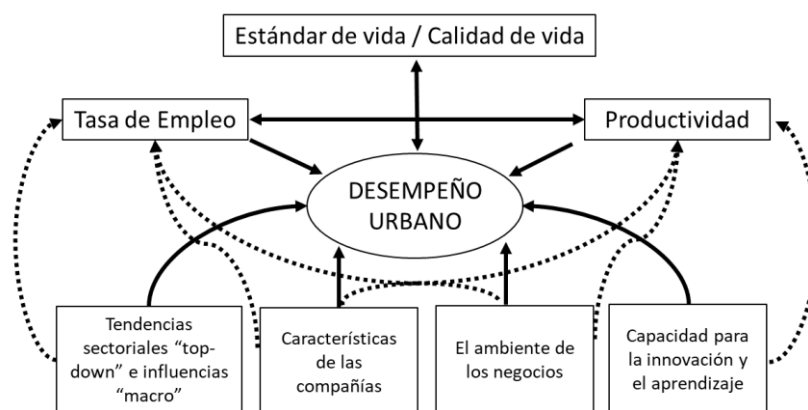 Estándar de vida / Calidad de vida
Tasa de Empleo
Productividad
DESEMPEÑO
URBANO
Tendencias
sectoriales “top-
down” e influencias
“macro”
Características
de las
compañías
El ambiente de
los negocios
Capacidad para
la innovación y
el aprendizaje